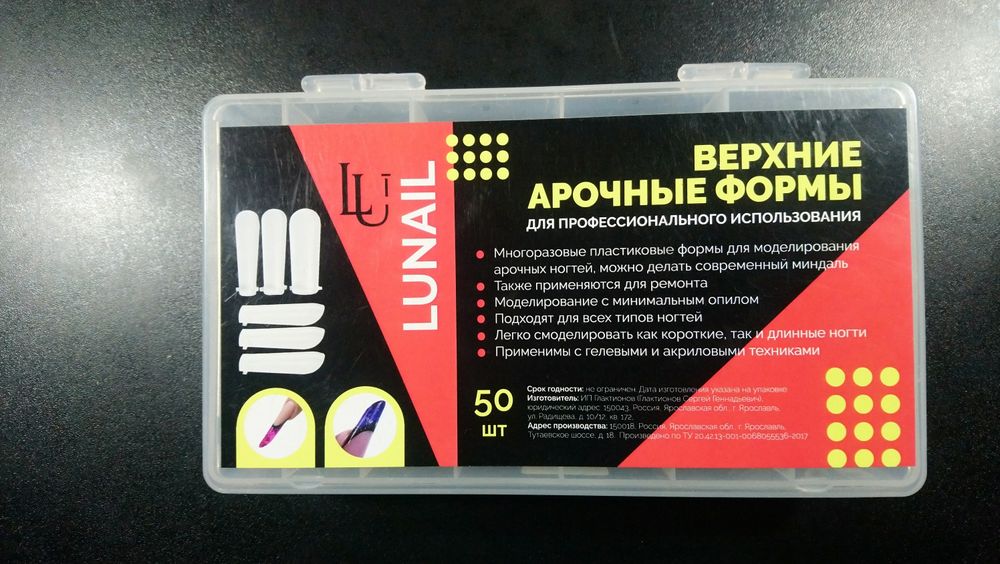 LUI
LUNAIL
ВЕРХНИЕ
АРОЧНЫЕ ФОРМЫ
ДЛЯ ПРОФЕССИОНАЛЬНОГО ИСПОЛЬЗОВАНИЯ
Многоразовые пластиковые формы для моделирования
арочных ногтей, можно делать современный миндаль
Также применяются для ремонта
Моделирование с минимальным опилом
Подходят для всех типов ногтей
Легко смоделировать как короткие, так и длинные ногти
Применимы с гелевыми и акриловыми техниками
50
шт
Срок годности: не ограничен. Дата изготовления указана на упаковке
Изготовитель: ИП Глактионов (Глактионов Сергей Геннадьевич),
юридический адрес: 150043, Россия, Ярославская обл., г. Ярославль,
ул. Радищева, д. 10/12, кв. 172,
Адрес производства: 150018, Россия, Ярославская обл., г. Ярославль,
Тутаевское шоссе, д. 18. Произведено по ТУ 20.42.13-001-0068055536-2017